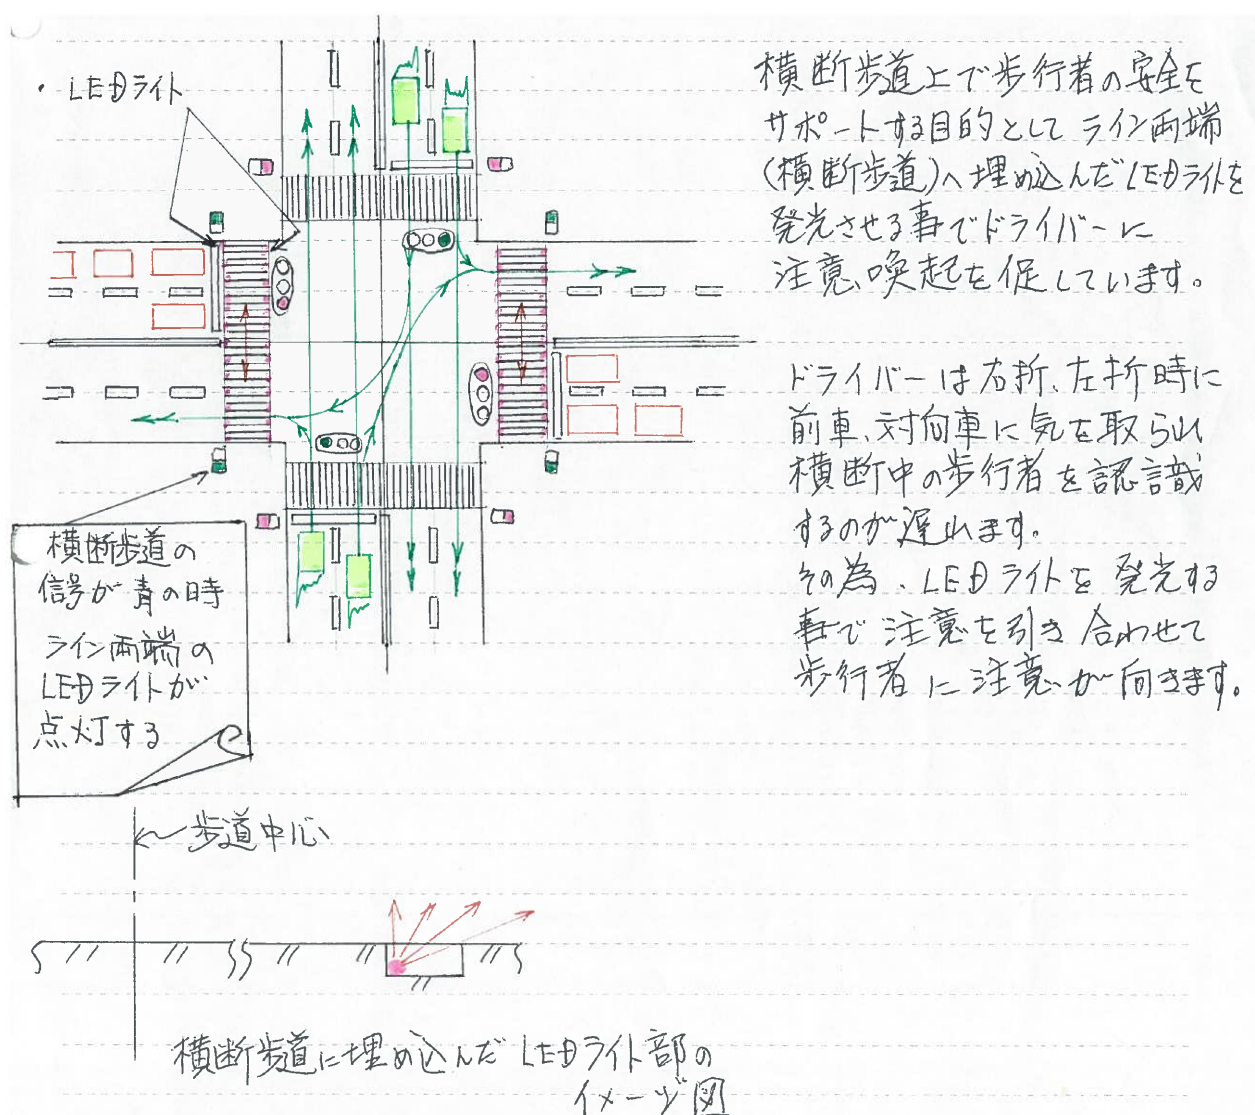 ・LEDライト
横断歩道上で歩行者の安全を
サポートする目的として ライン両端
(横断歩道)へ埋め込んだLEDライトを
発光させる事でドライバーに
注意、喚起を促しています。
ドライバーは右折、左折時に
前車、対向車に気を取られ
横断中の歩行者を認識
するのが遅れます。
その為、LEDライトを発光する
事で注意を引き合わせて
歩行者に注意が向きます。
横断歩道の
信号が青の時
ライン両端の
LEDライトが
点灯する
歩道中心
横断歩道に埋め込んだLEDライト部の
イメージ図